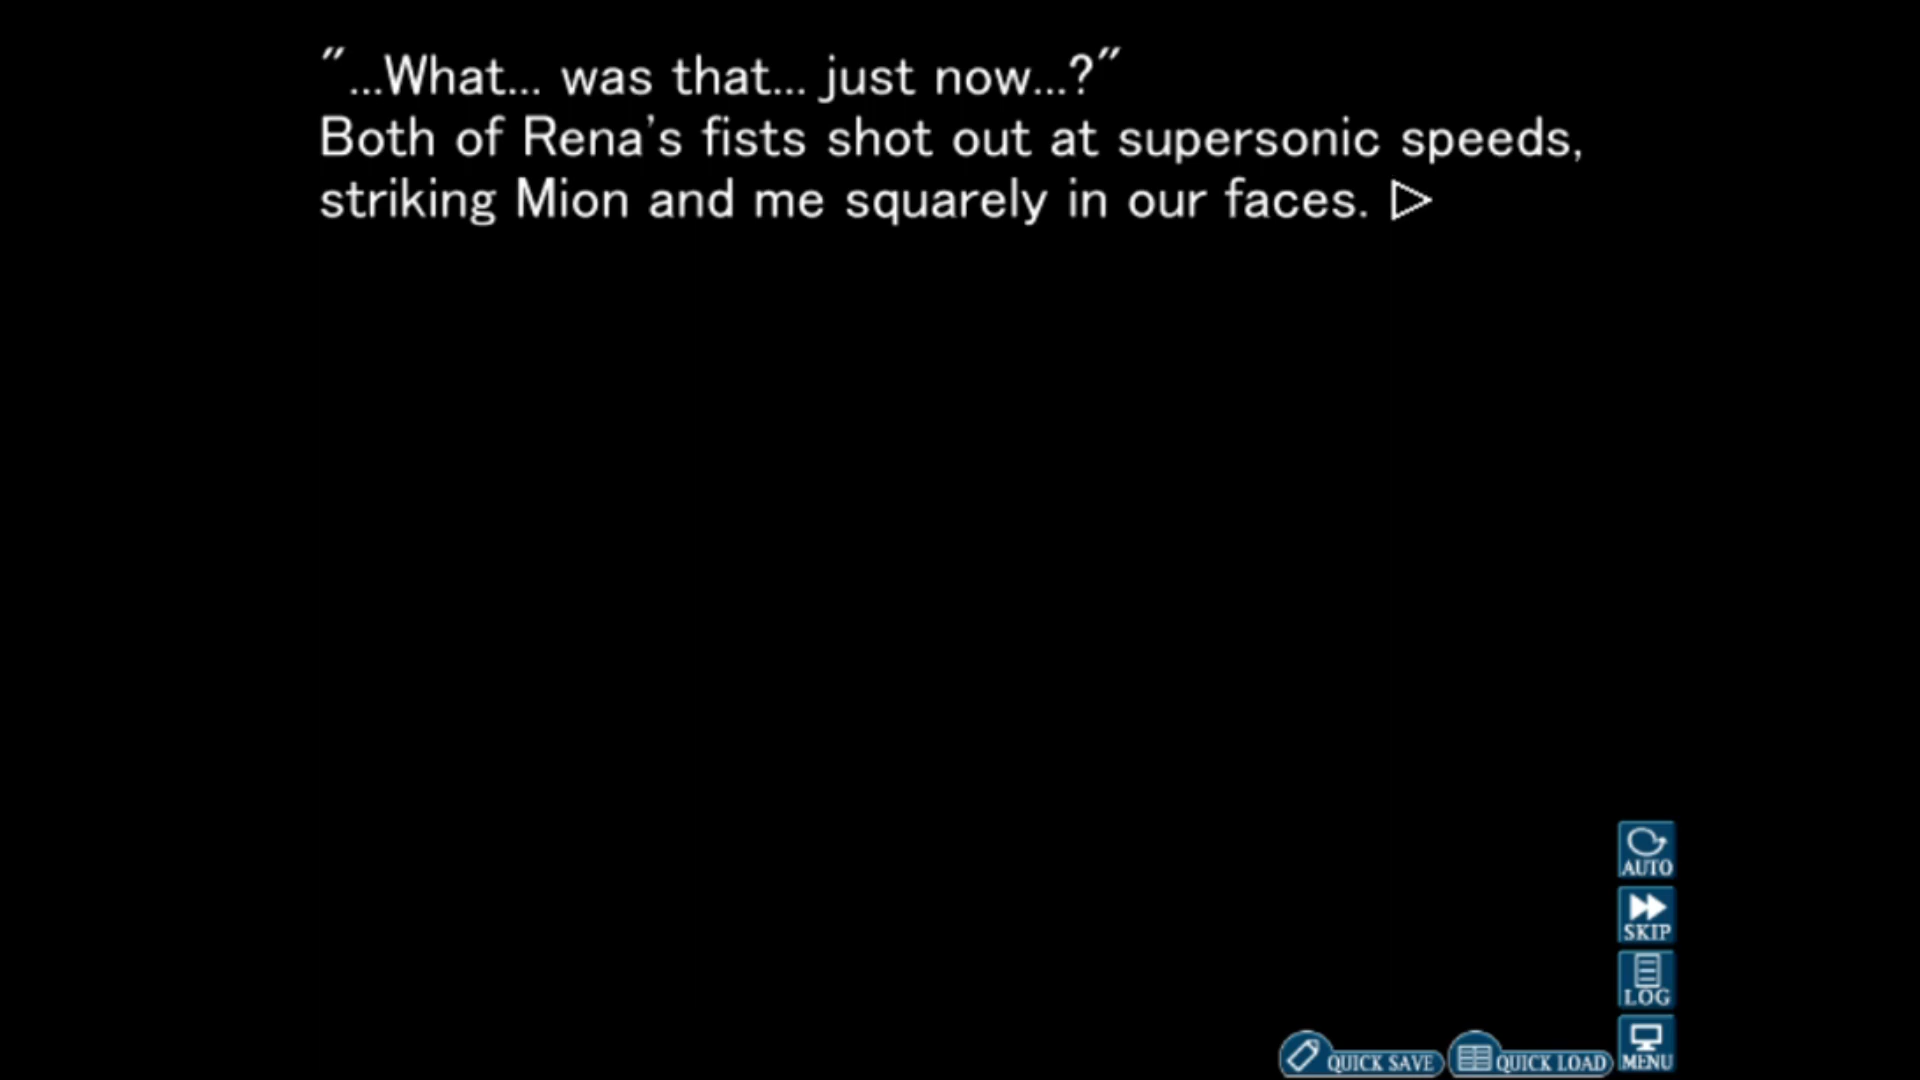 "...What... was that... just now...?"
Both of Rena's fists shot out at supersonic speeds,
striking Mion and me squarely in our faces.
AUTO
SKIP
LOG
MENU
QUICK SAVE
QUICK LOAD